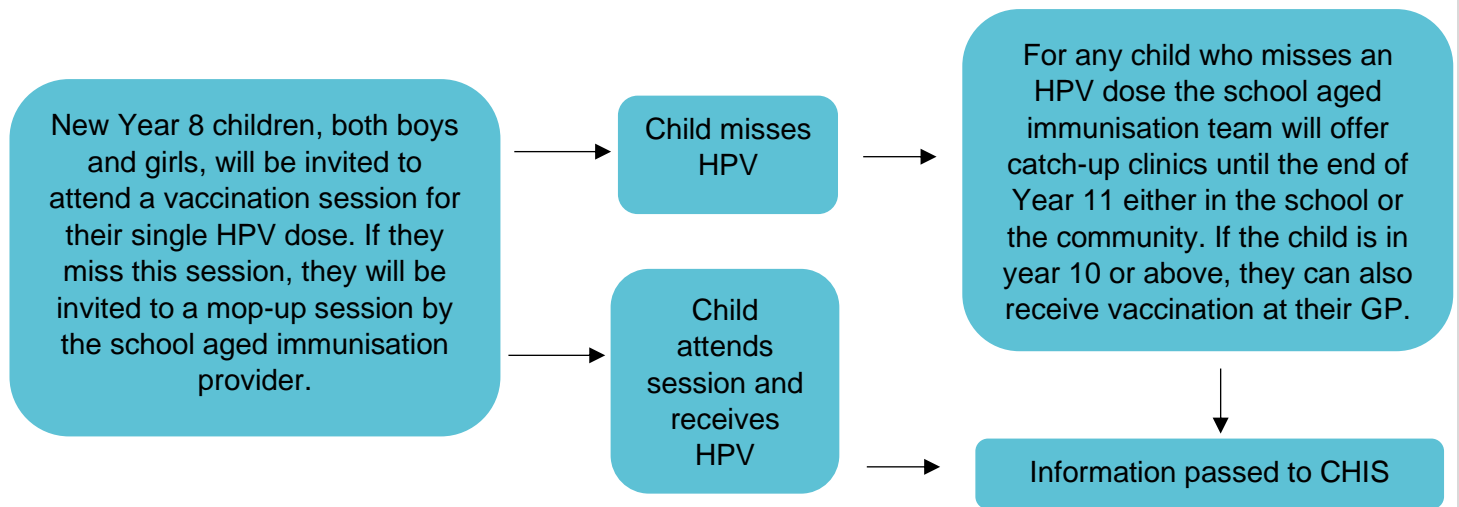 New Year 8 children, both boys
and girls, will be invited to
attend a vaccination session for
their single HPV dose. If they
miss this session, they will be
invited to a mop-up session by
the school aged immunisation
provider.
Child misses
HPV
Child
attends
session and
receives
HPV
For any child who misses an
HPV dose the school aged
immunisation team will offer
catch-up clinics until the end of
Year 11 either in the school or
the community. If the child is in
year 10 or above, they can also
receive vaccination at their GP.
Information passed to CHIS